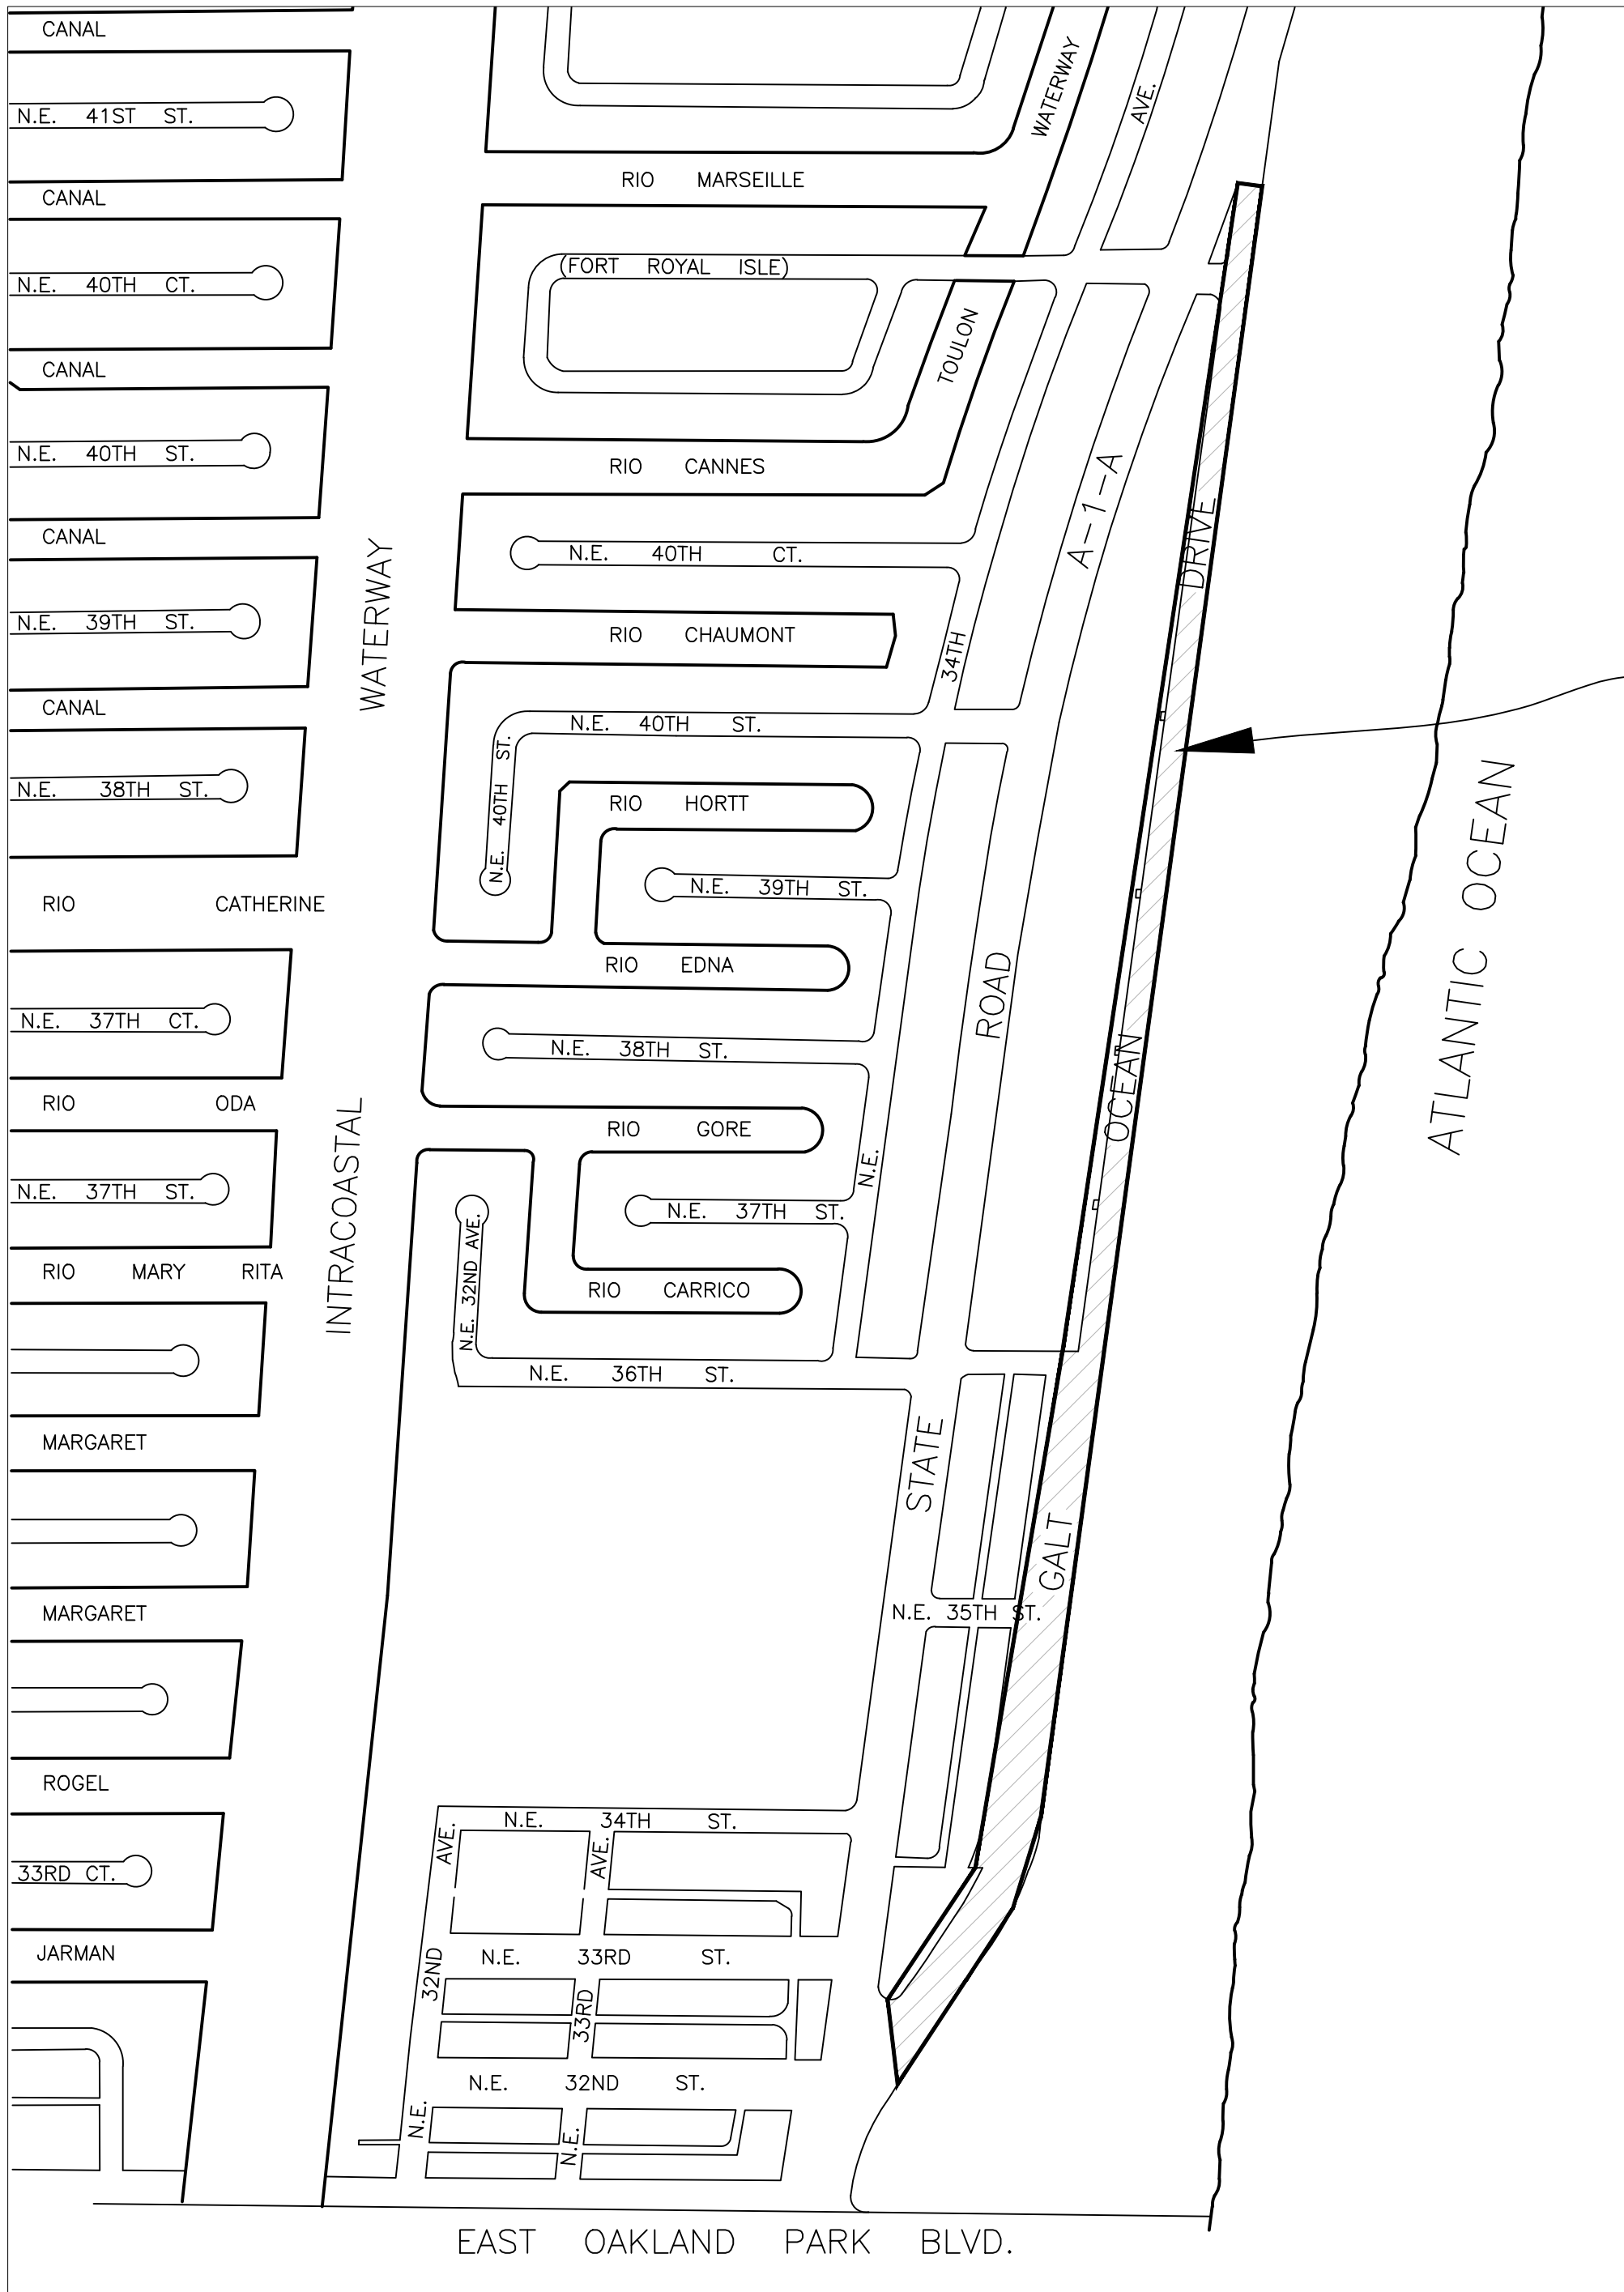 CANAL
N.E. 41ST ST.
CANAL
N.E. 40TH CT.
CANAL
N.E. 40TH ST.
CANAL
N.E. 39TH ST.
CANAL
N.E. 38TH ST.
RIO CATHERINE
N.E. 37TH CT.
RIO ODA
N.E. 37TH ST.
RIO MARY RITA
MARGARET
MARGARET
ROGEL
33RD CT.
JARMAN
INTRACOASTAL WATERWAY
RIO MARSEILLE
WATERWAY
AVE.
(FORT ROYAL ISLE)
TOULON
RIO CANNES
N.E. 40TH CT.
RIO CHAUMONT
34TH
N.E. 40TH ST.
N.E. 40TH ST.
RIO HORTT
N.E. 39TH ST.
RIO EDNA
N.E. 38TH ST.
RIO GORE
N.E.
N.E. 37TH ST.
N.E. 32ND AVE.
RIO CARRICO
N.E. 36TH ST.
STATE ROAD A-1-A
GALT OCEAN DRIVE
ATLANTIC OCEAN
N.E. 35TH ST.
N.E. 34TH ST.
N.E. 32ND AVE.
N.E. 33RD AVE.
N.E. 33RD ST.
N.E. 32ND ST.
EAST OAKLAND PARK BLVD.